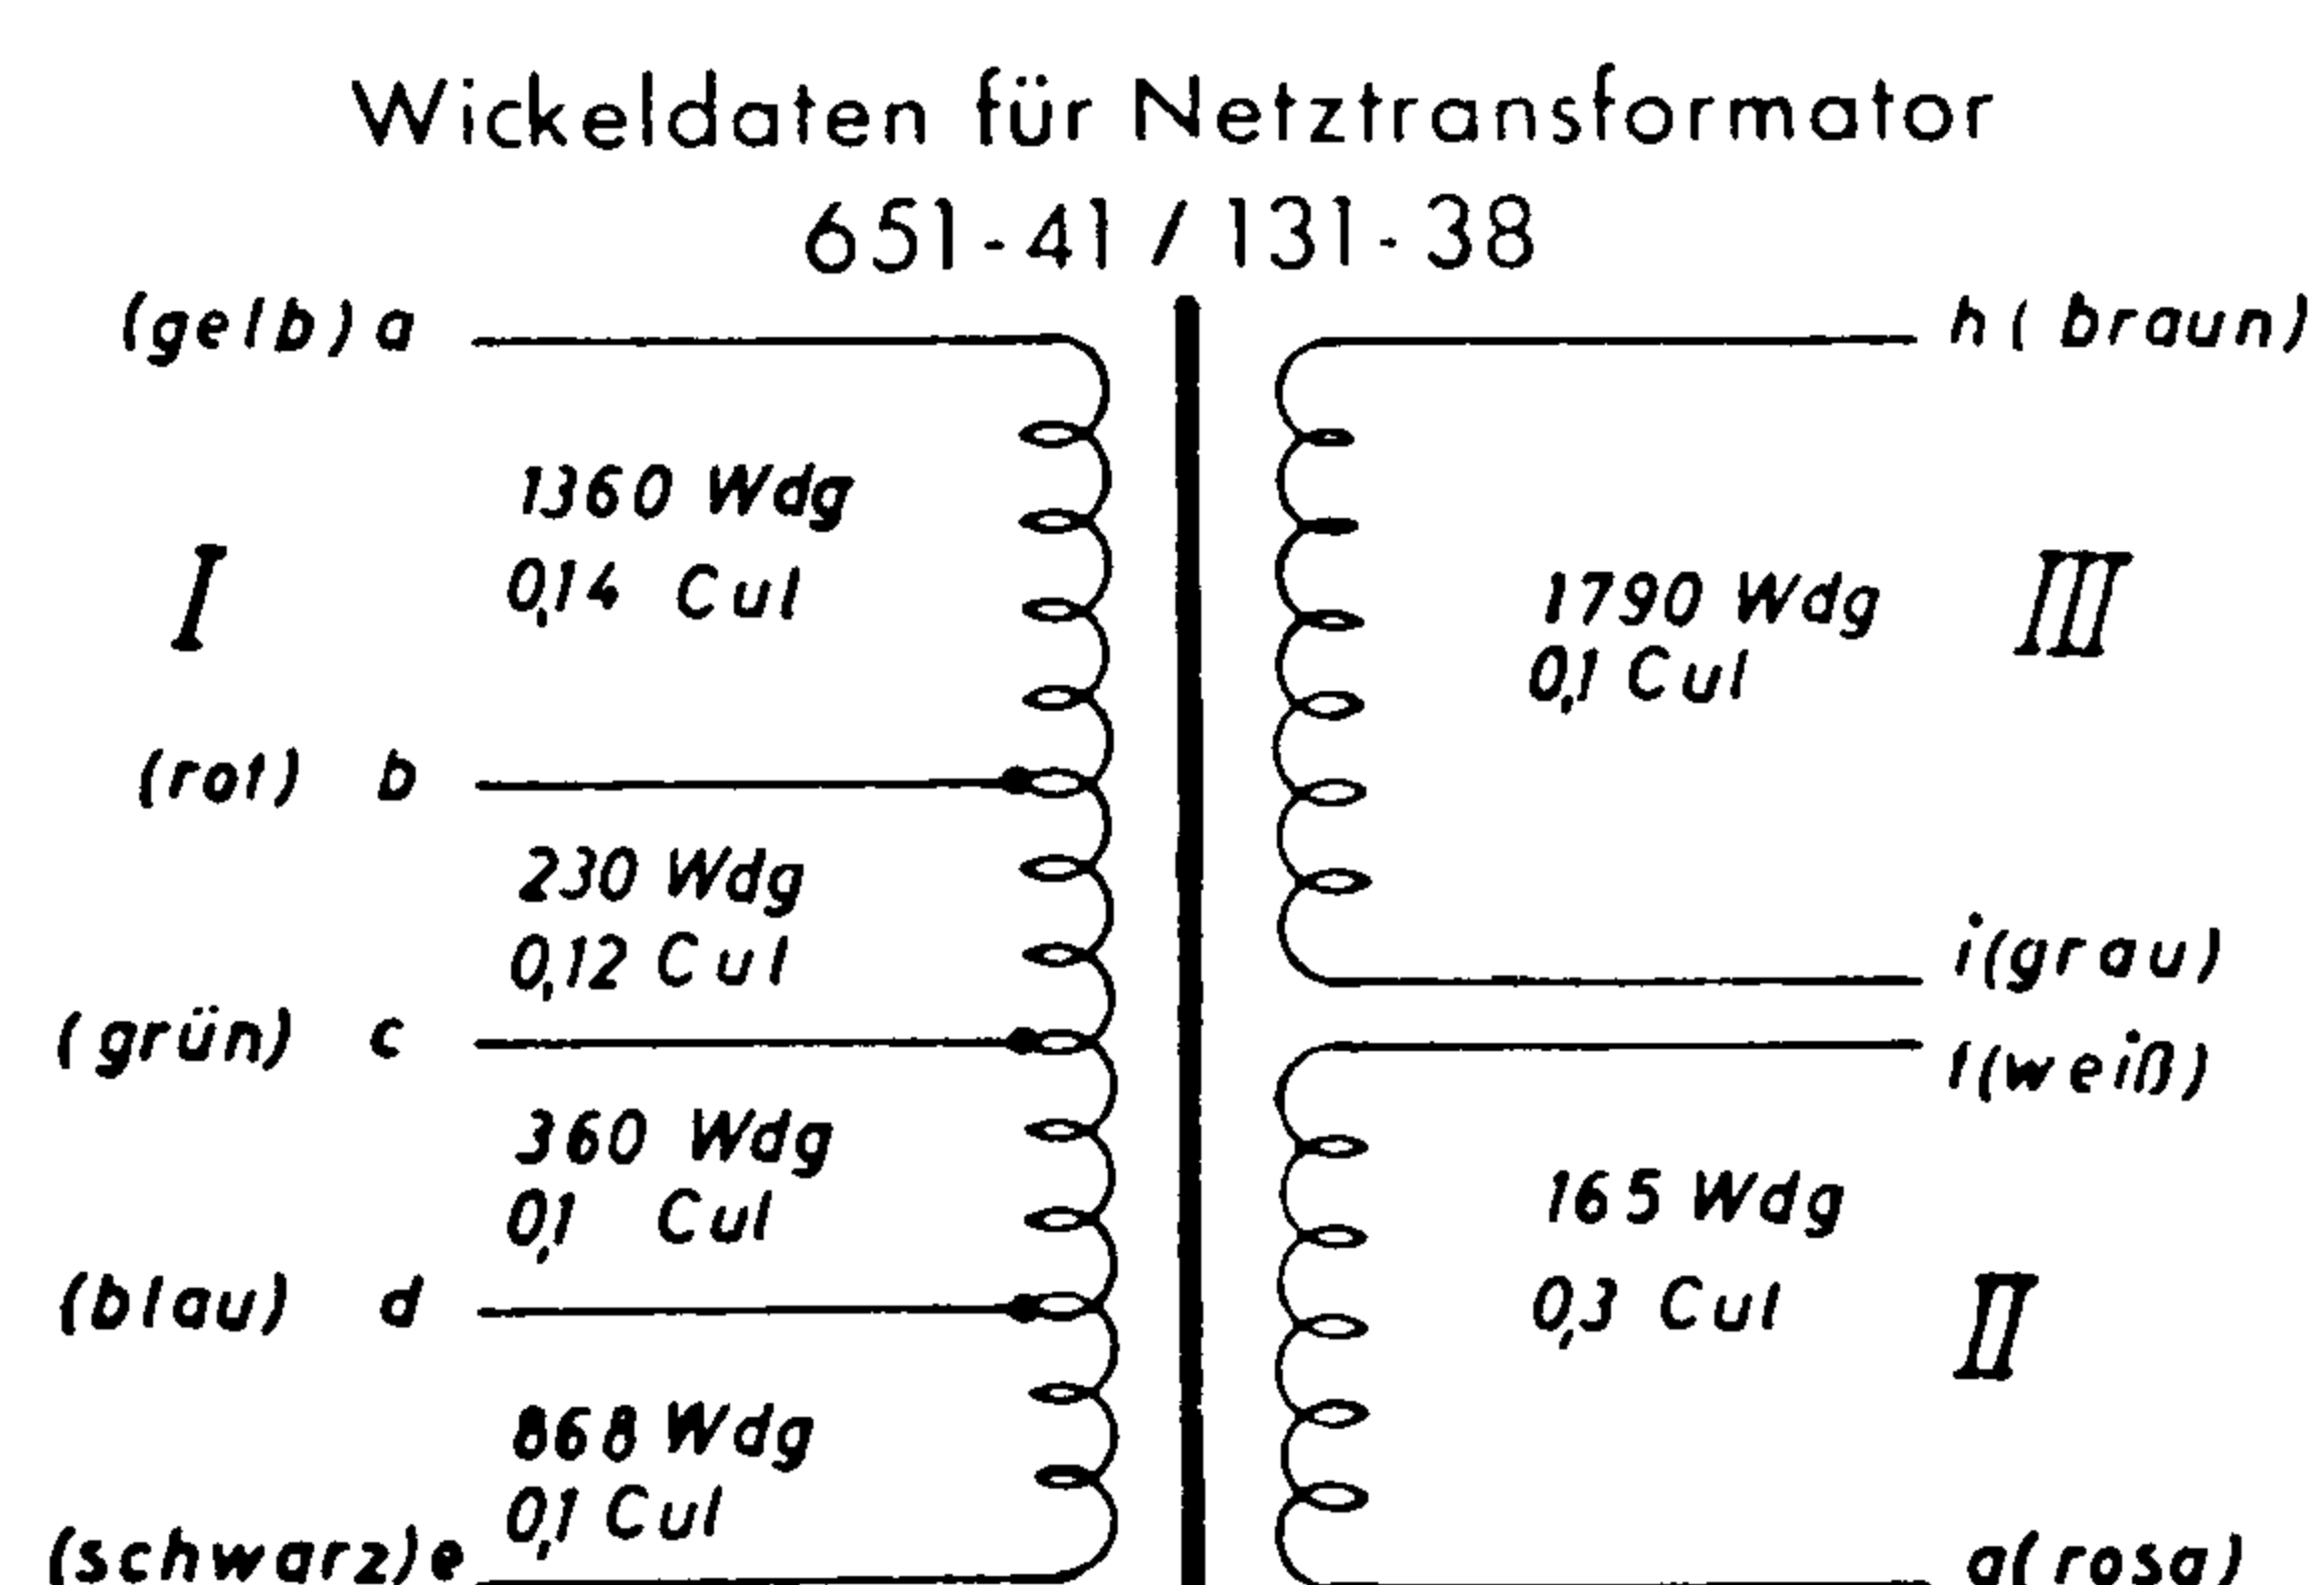 Wickeldaten für Netztransformator
651-41 / 131-38
(gelb) a
h (braun)
1360 Wdg
0,14 Cul
I
1790 Wdg
0,1 Cul
III
(rot) b
230 Wdg
0,12 Cul
i (grau)
(grün) c
f (weiß)
360 Wdg
0,1 Cul
165 Wdg
0,3 Cul
II
(blau) d
868 Wdg
0,1 Cul
(schwarz) e
g (rosa)